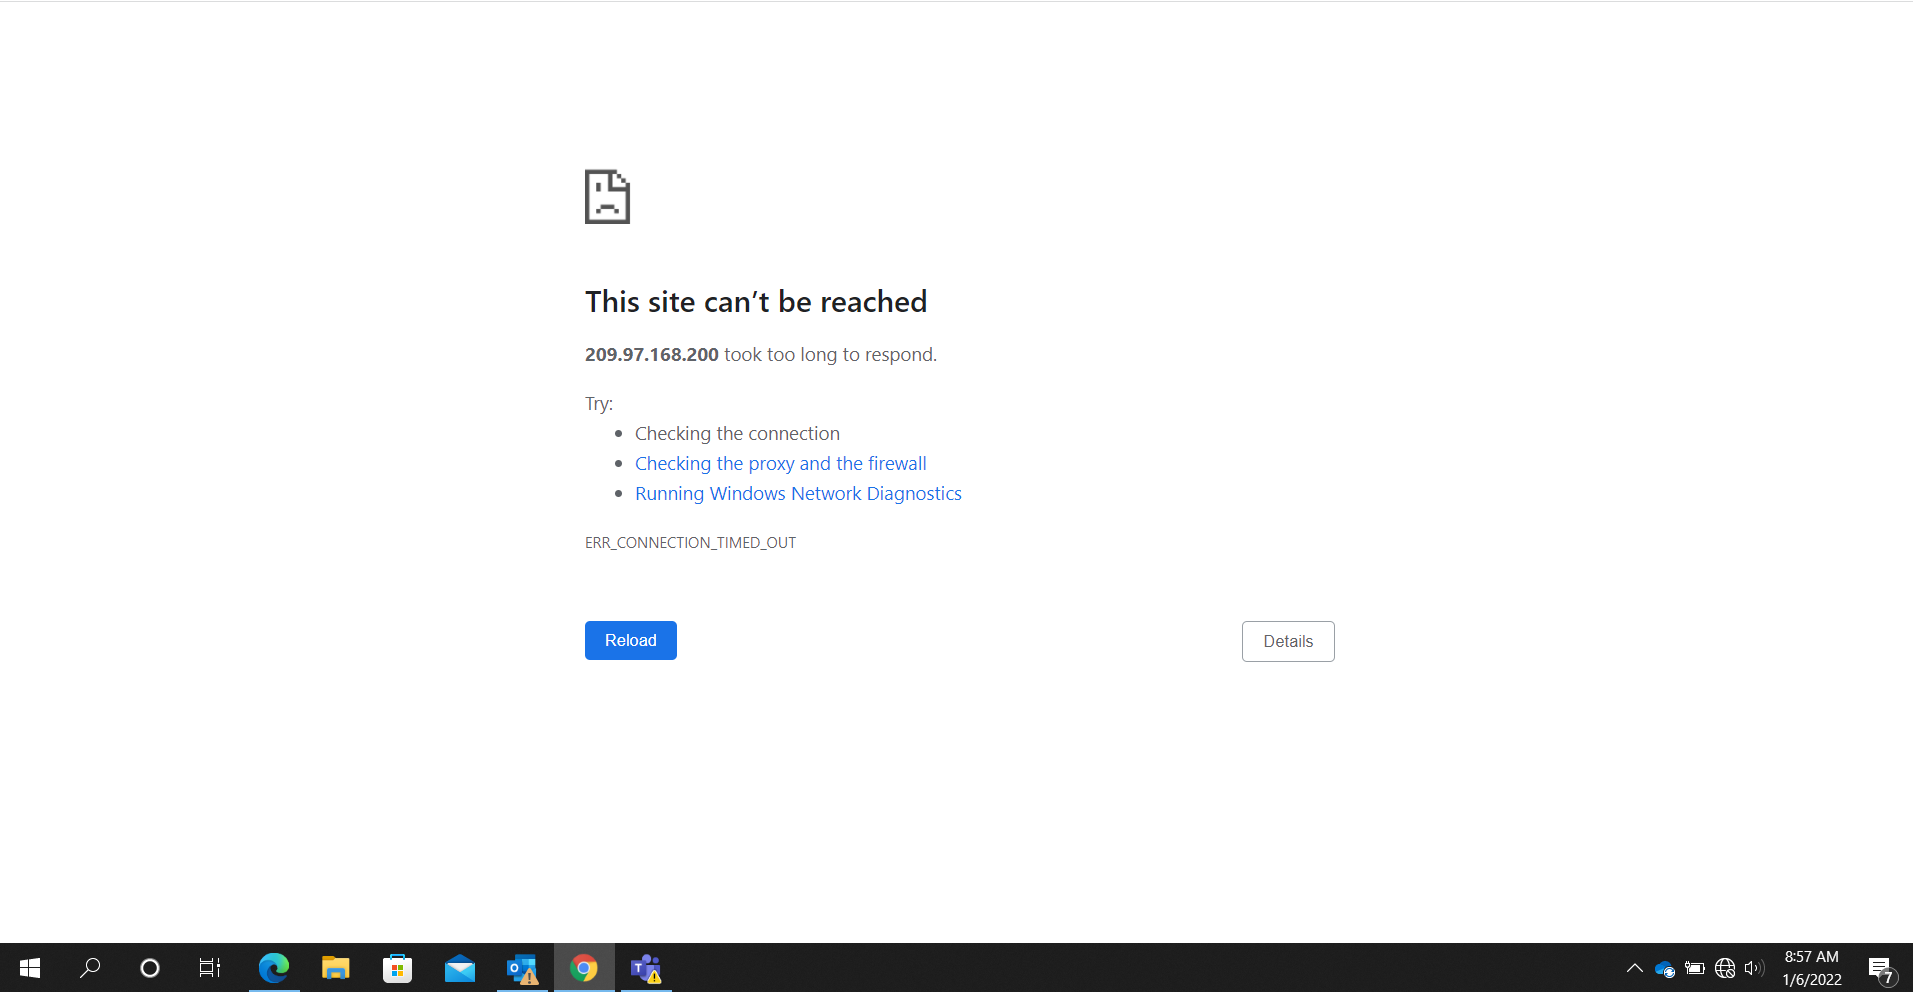 This site can’t be reached
209.97.168.200 took too long to respond.
Try:
Checking the connection
Checking the proxy and the firewall
Running Windows Network Diagnostics
ERR_CONNECTION_TIMED_OUT
Reload
Details
8:57 AM
1/6/2022
7